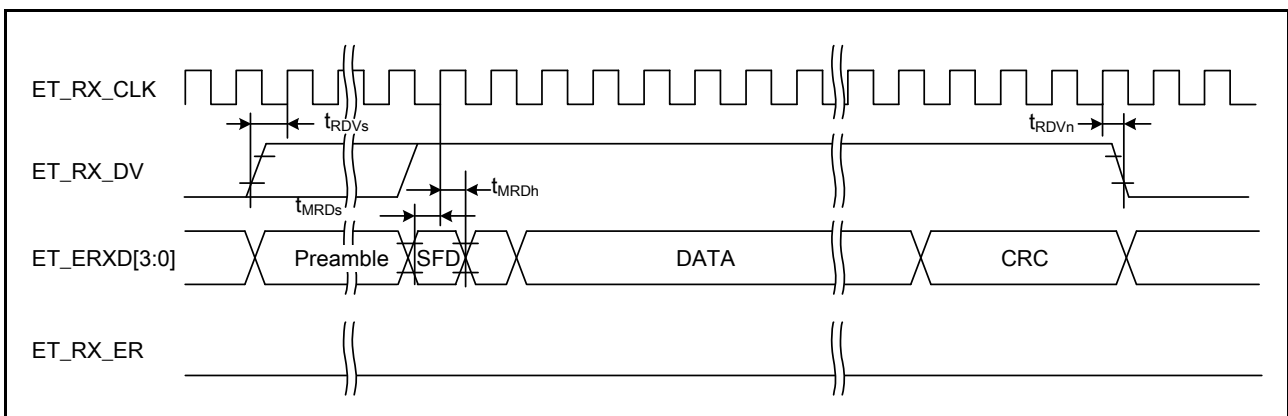 ET_RX_CLK
tRDVs
tRDVn
ET_RX_DV
tMRDs
tMRDh
ET_ERXD[3:0]
Preamble
SFD
DATA
CRC
ET_RX_ER